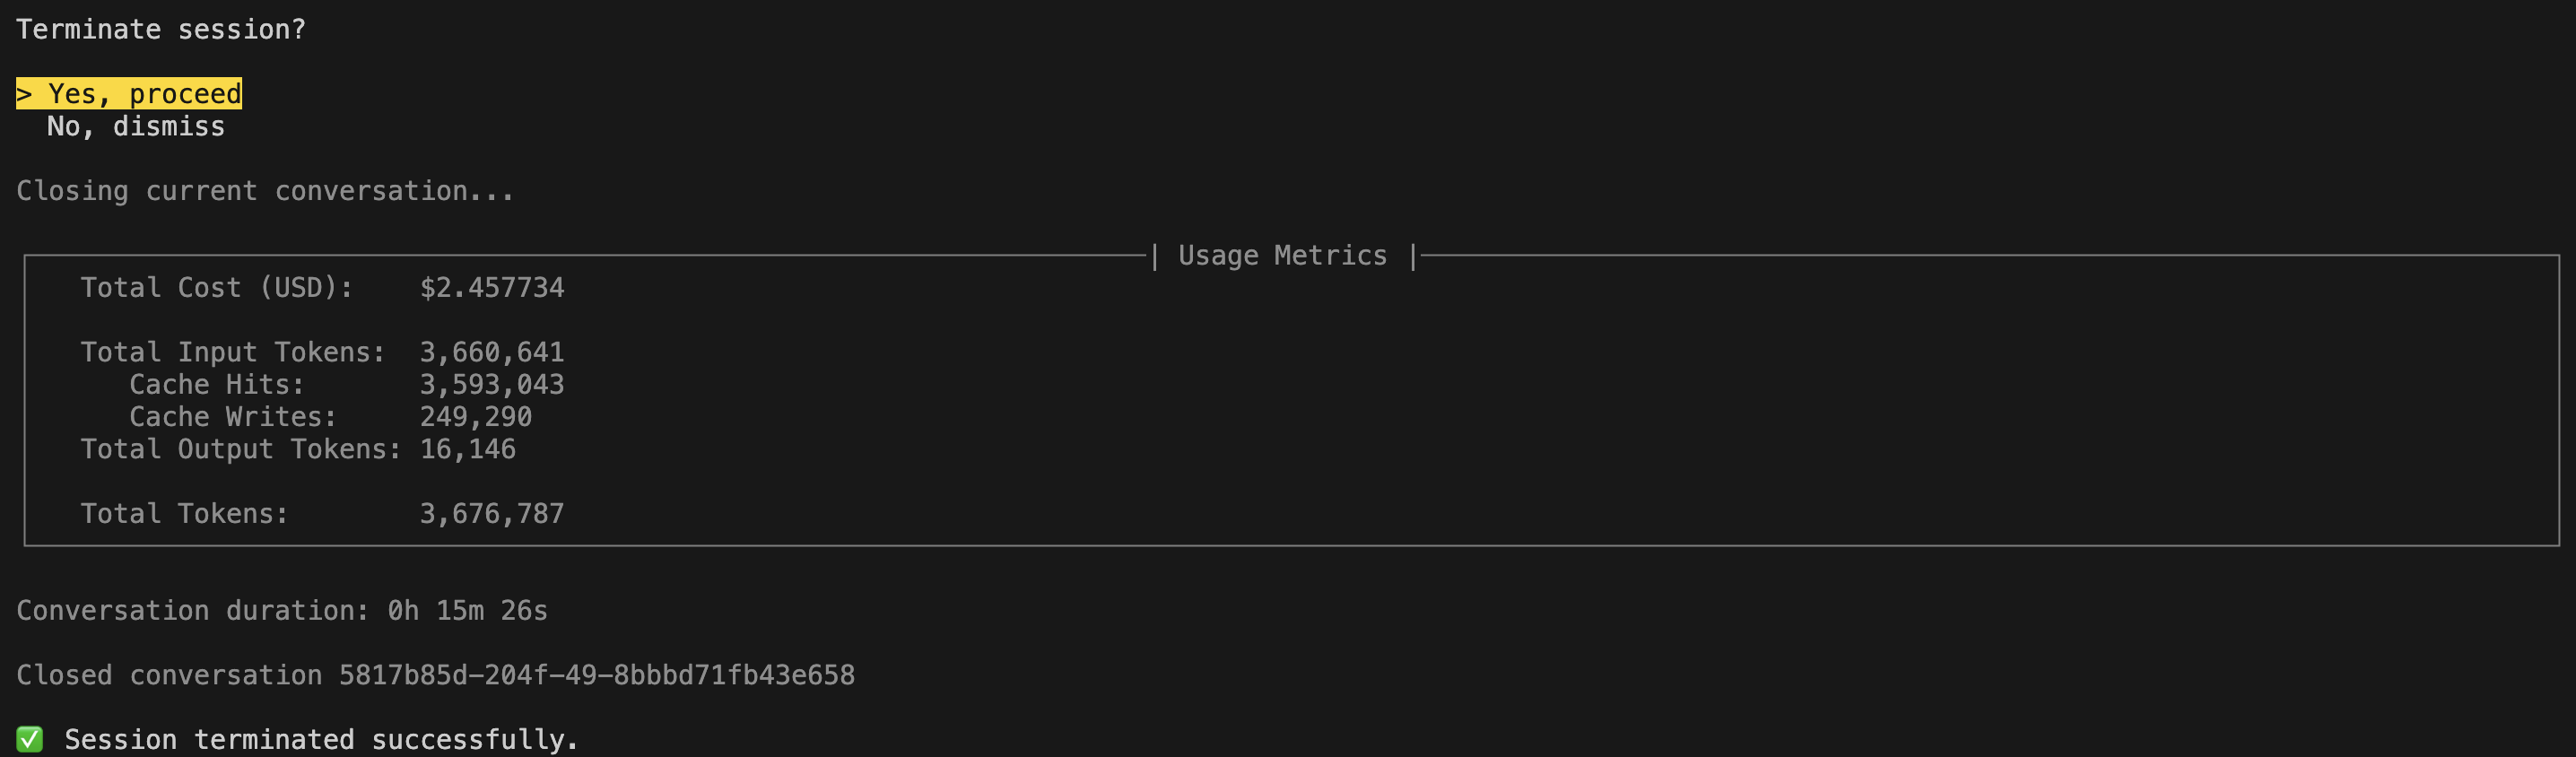 Terminate session?
> Yes, proceed
No, dismiss
Closing current conversation...
| Usage Metrics |
Total Cost (USD): $2.457734
Total Input Tokens: 3,660,641
Cache Hits: 3,593,043
Cache Writes: 249,290
Total Output Tokens: 16,146
Total Tokens: 3,676,787
Conversation duration: 0h 15m 26s
Closed conversation 5817b85d-204f-49-8bbbd71fb43e658
✅ Session terminated successfully.